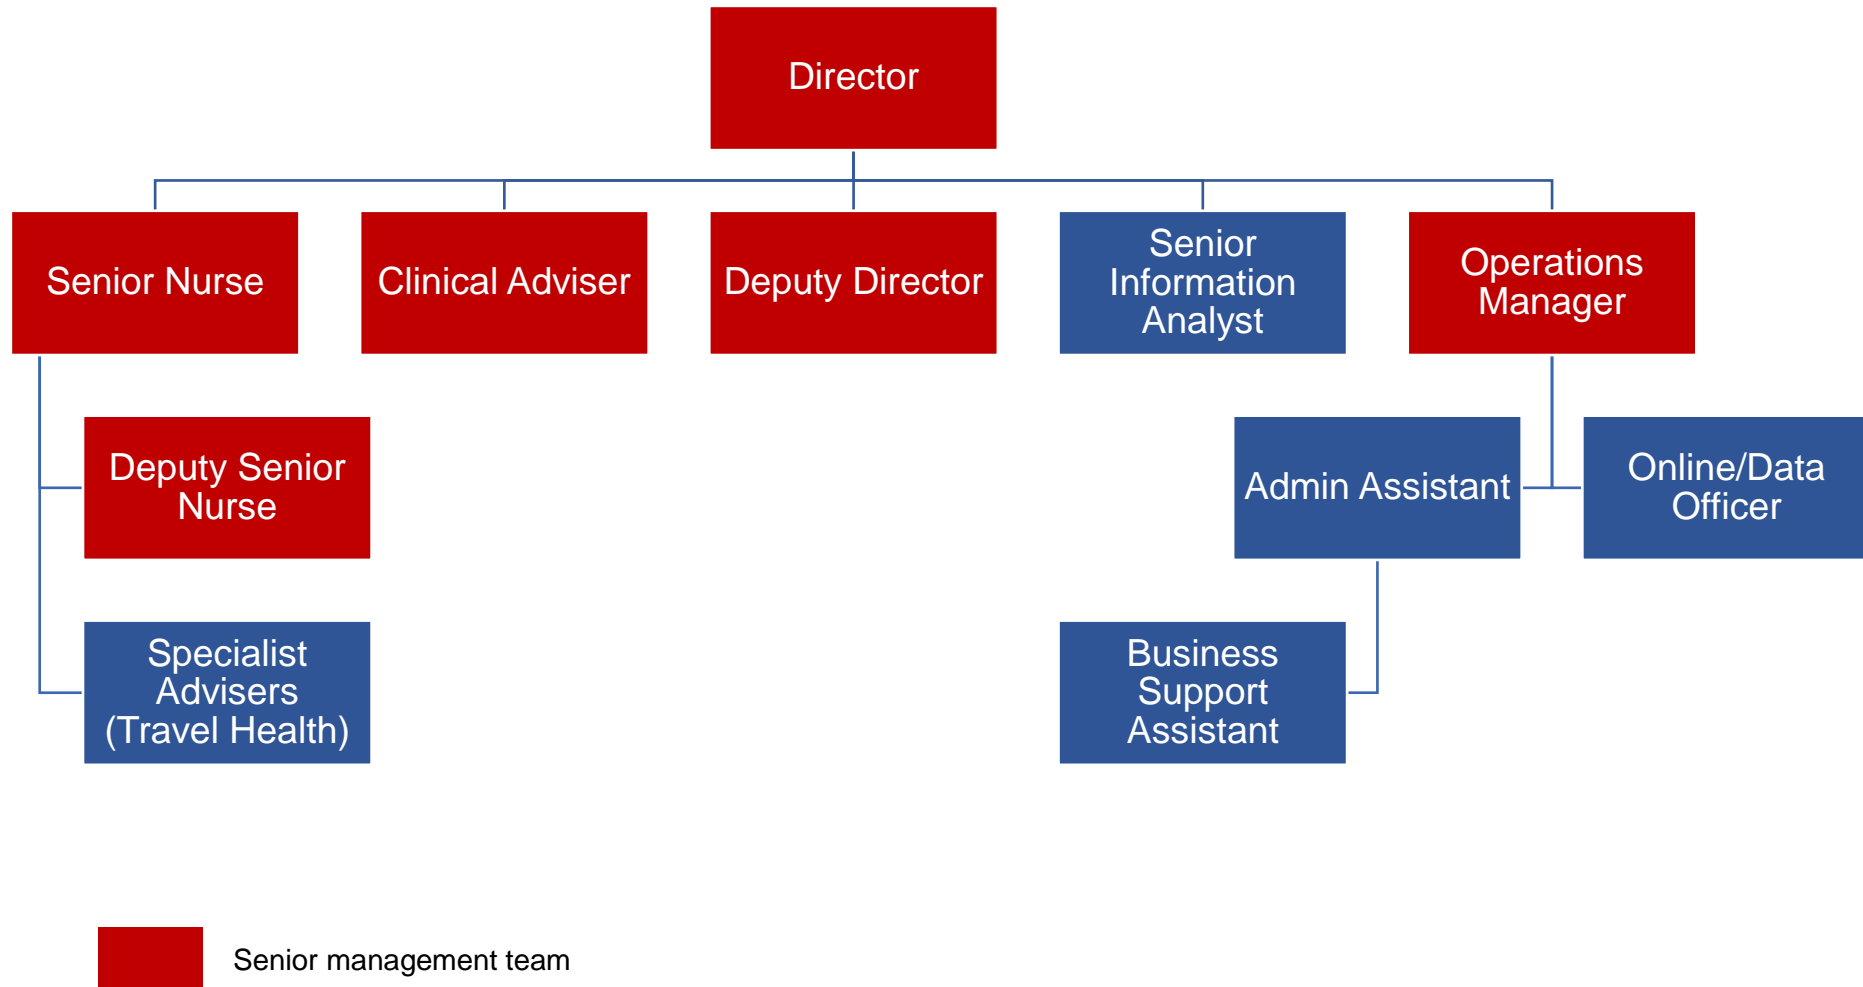 Director
Senior Nurse
Clinical Adviser
Deputy Director
Senior
Information
Analyst
Operations
Manager
Deputy Senior
Nurse
Admin Assistant
Online/Data
Officer
Specialist
Advisers
(Travel Health)
Business
Support
Assistant
Senior management team